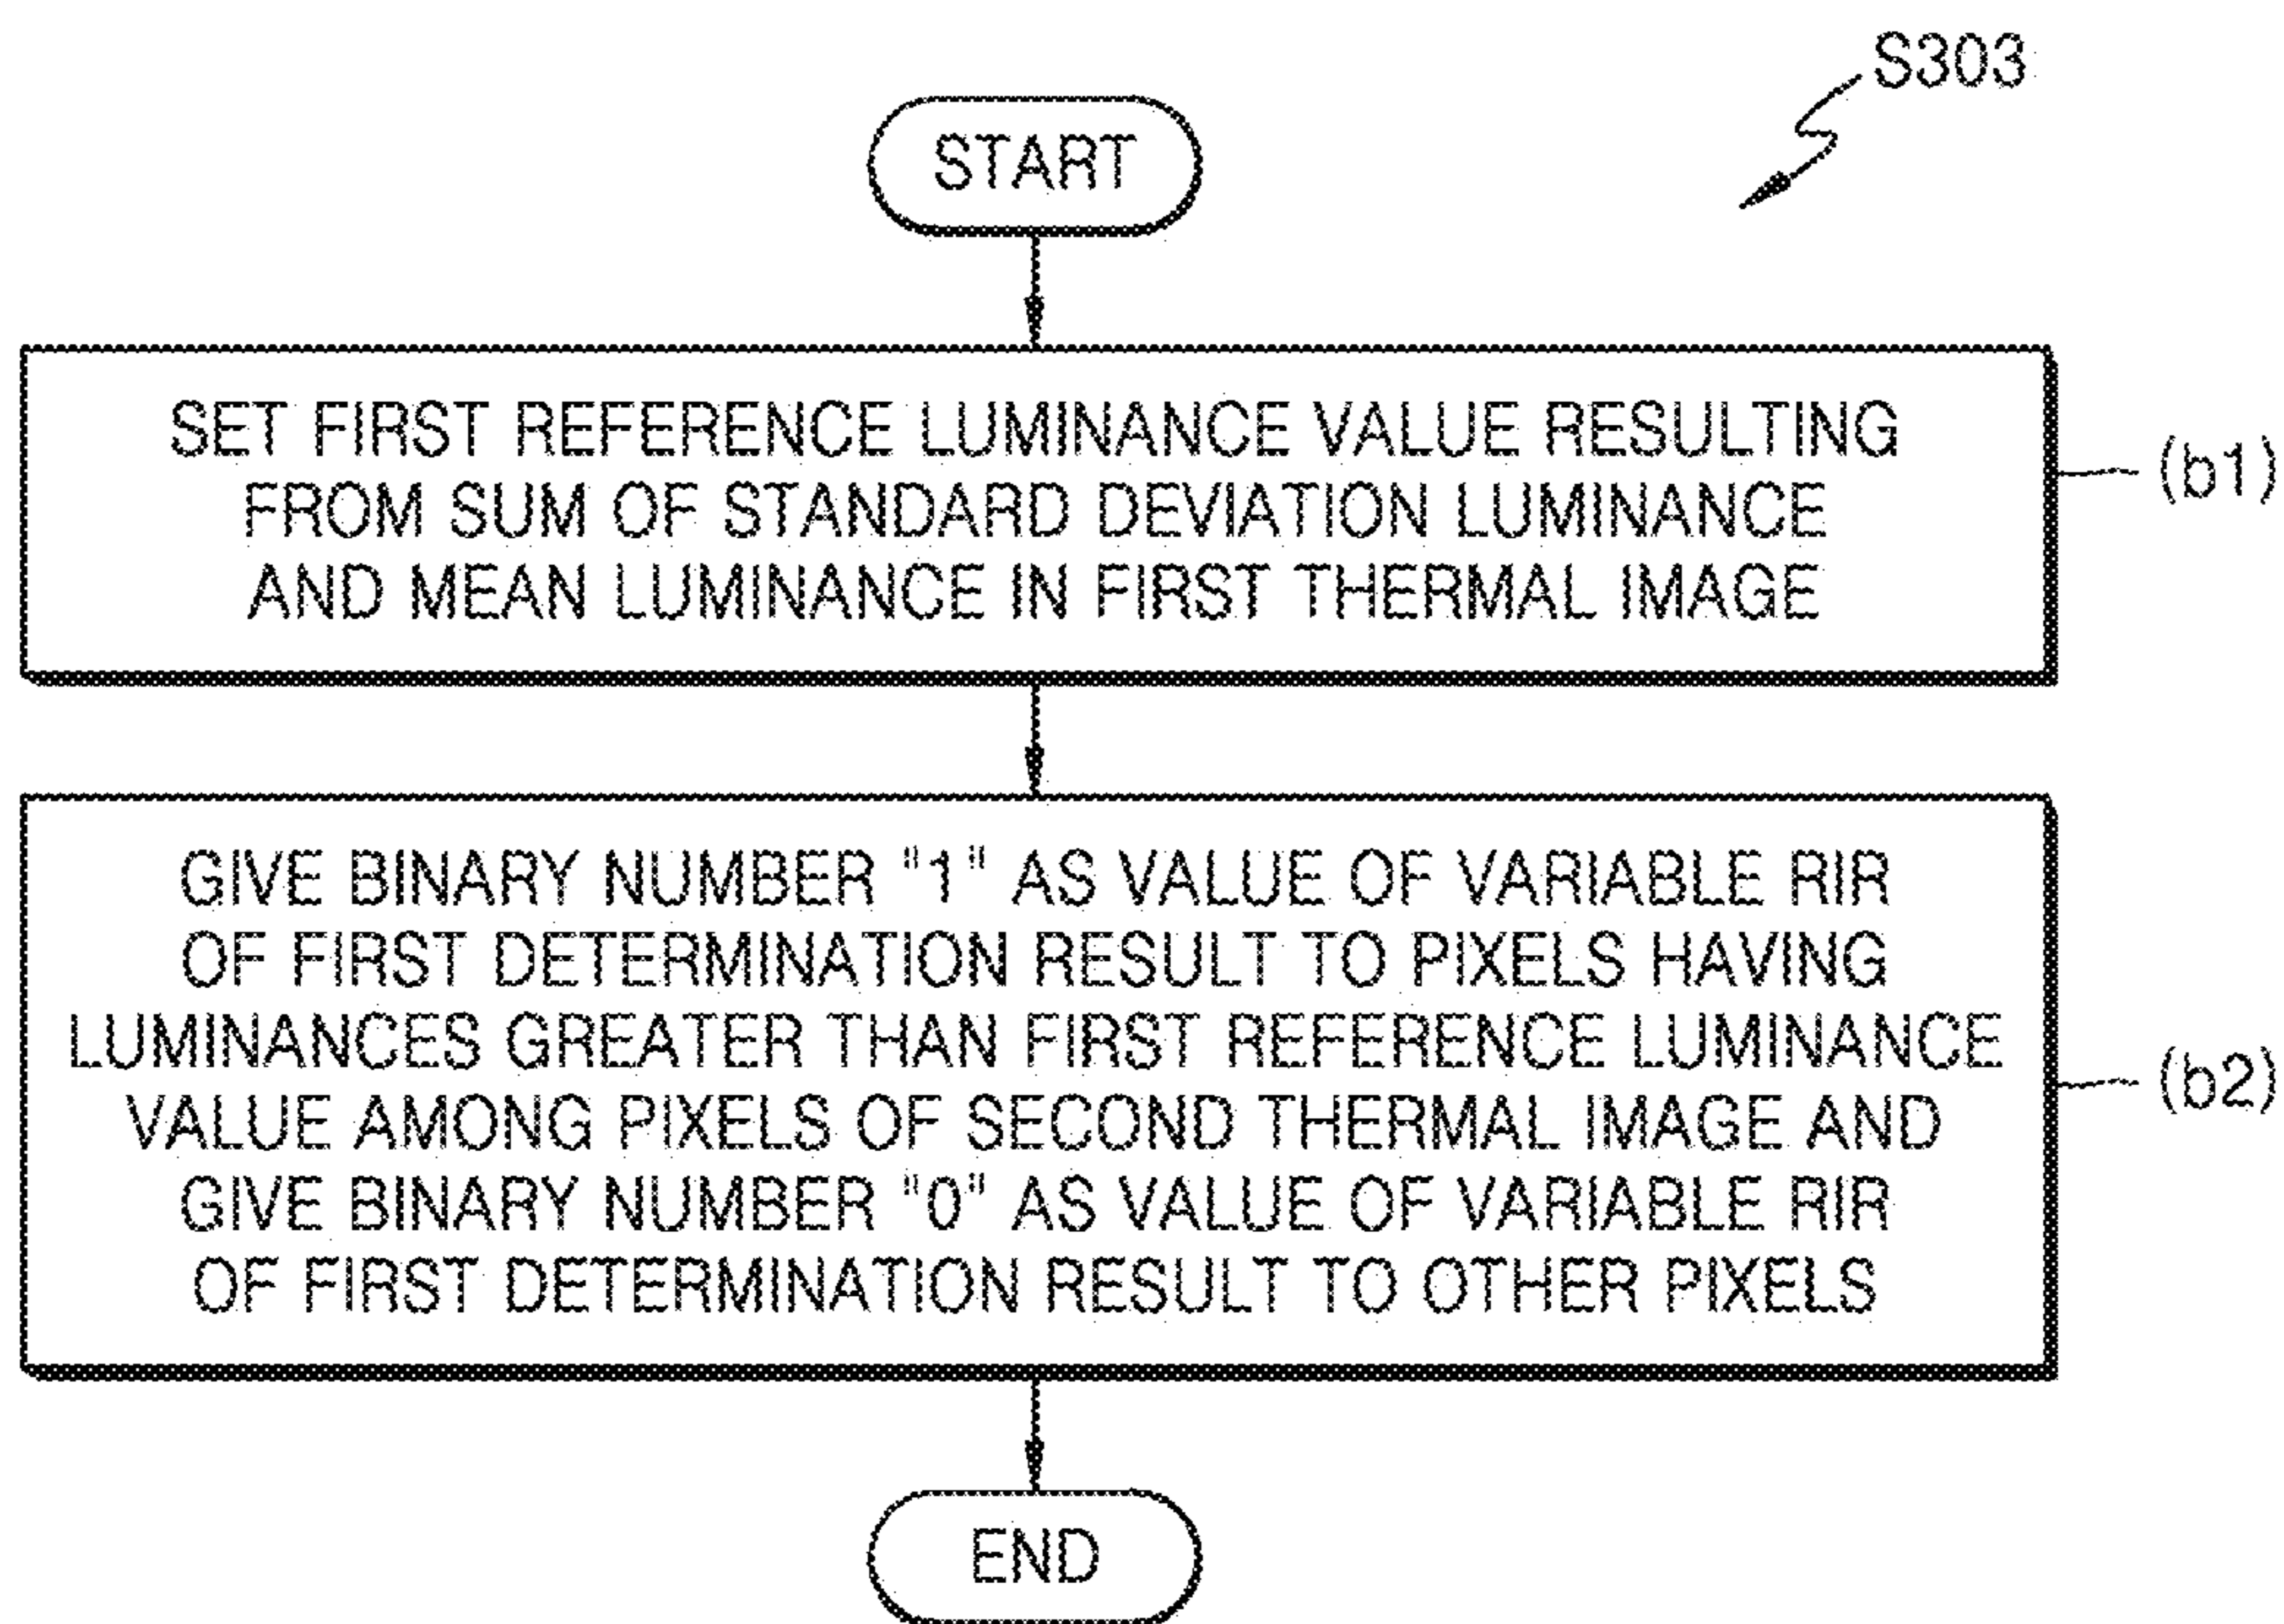 S303
START
SET FIRST REFERENCE LUMINANCE VALUE RESULTING
FROM SUM OF STANDARD DEVIATION LUMINANCE
AND MEAN LUMINANCE IN FIRST THERMAL IMAGE
(b1)
GIVE BINARY NUMBER "1" AS VALUE OF VARIABLE RIR
OF FIRST DETERMINATION RESULT TO PIXELS HAVING
LUMINANCES GREATER THAN FIRST REFERENCE LUMINANCE
VALUE AMONG PIXELS OF SECOND THERMAL IMAGE AND
GIVE BINARY NUMBER "0" AS VALUE OF VARIABLE RIR
OF FIRST DETERMINATION RESULT TO OTHER PIXELS
(b2)
END